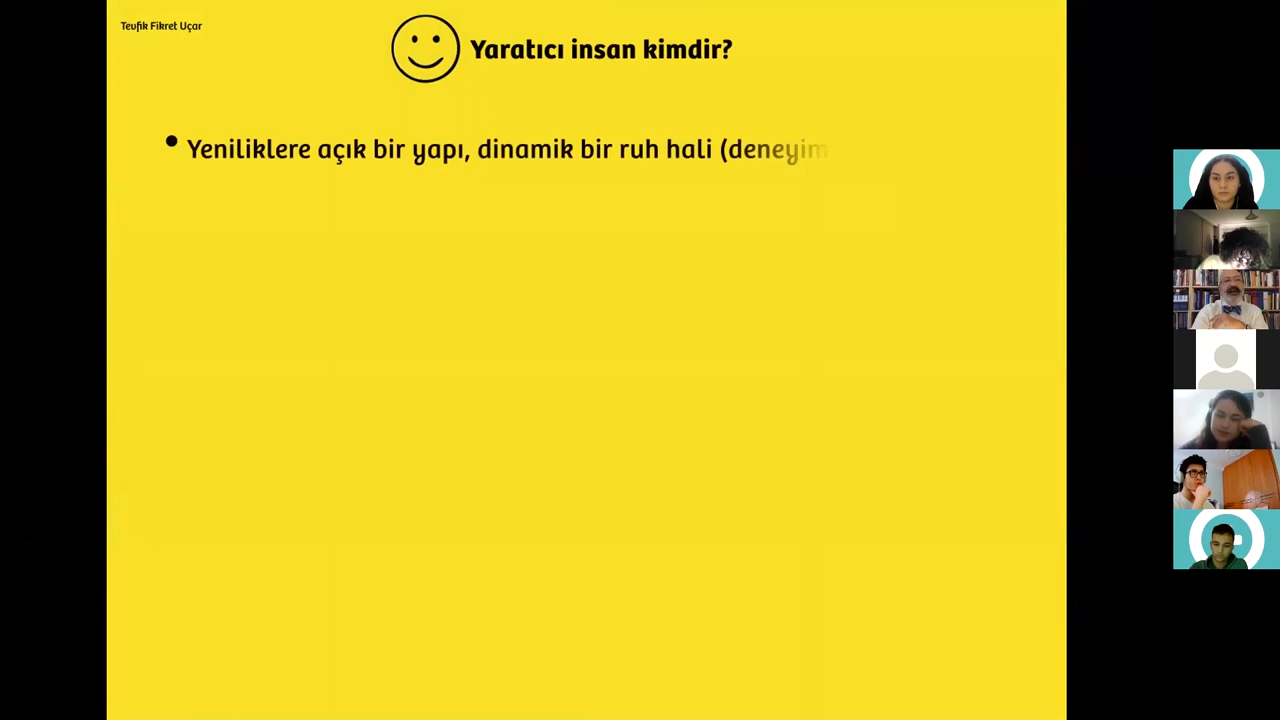 Tevfik Fikret Uçar
Yaratıcı insan kimdir?
• Yeniliklere açık bir yapı, dinamik bir ruh hali (deneyim